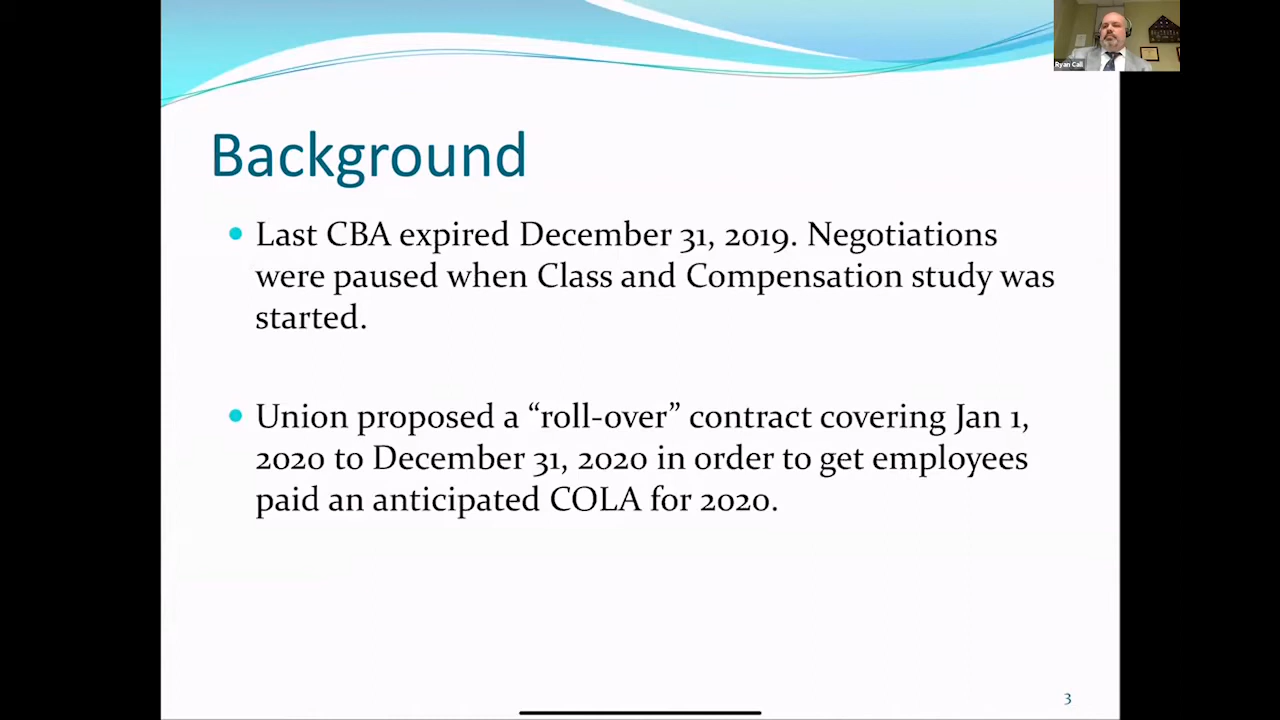 Ryan Call
Background
• Last CBA expired December 31, 2019. Negotiations
were paused when Class and Compensation study was
started.
• Union proposed a “roll-over” contract covering Jan 1,
2020 to December 31, 2020 in order to get employees
paid an anticipated COLA for 2020.
3